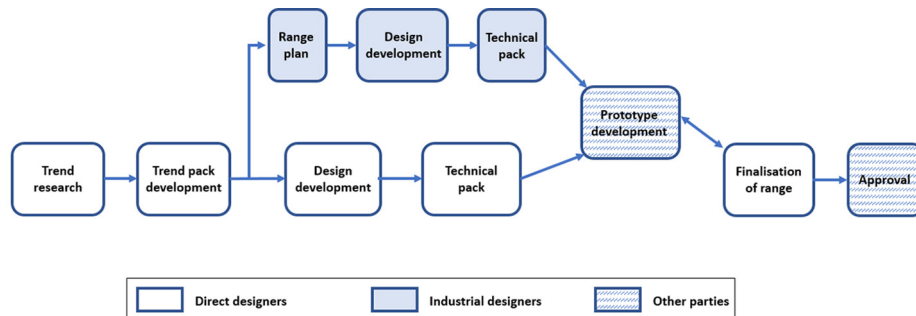 Range
plan
Design
development
Technical
pack
Prototype
development
Trend
research
Trend pack
development
Design
development
Technical
pack
Finalisation
of range
Approval
Direct designers
Industrial designers
Other parties